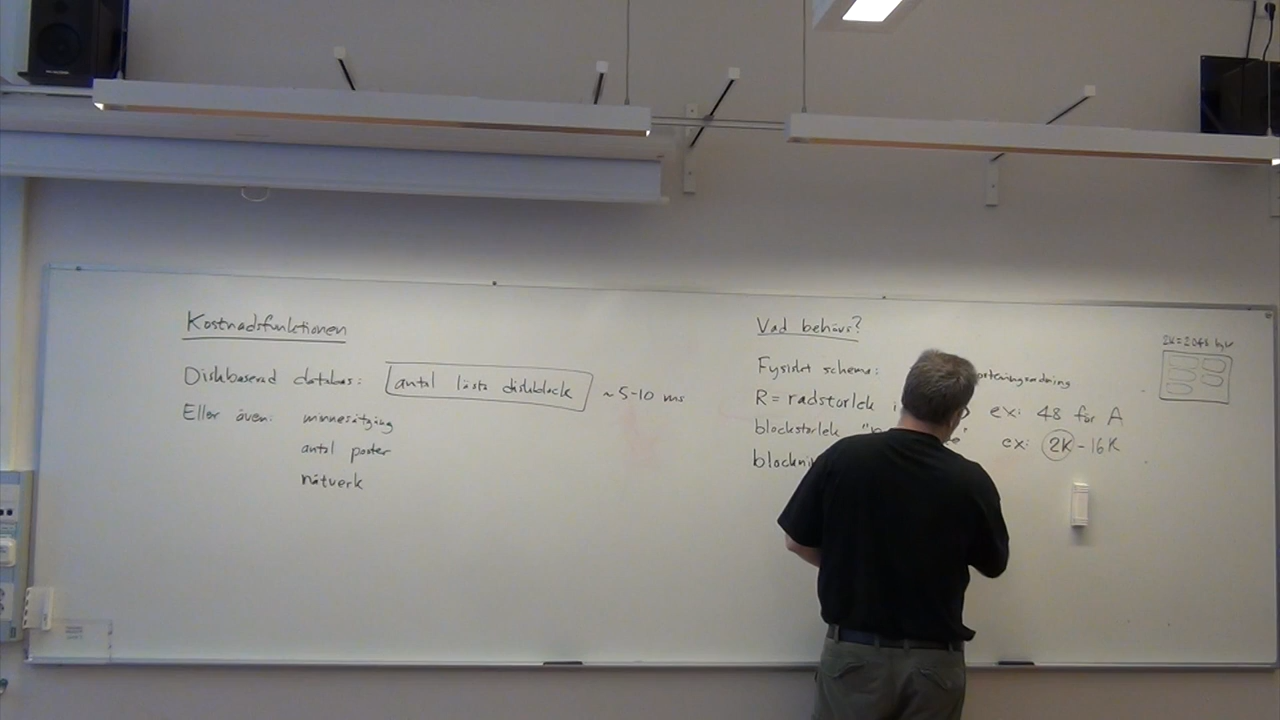 Kostnadsfunktionen
Diskbaserad databas: antal lästa diskblock ~5-10 ms
Eller även: minnesåtgång
antal poster
nätverk
Vad behövs?
Fysiskt schema:
R = radstorlek ex: 48 för A
blockstorlek ex: 2K-16K
2K=2048 byte